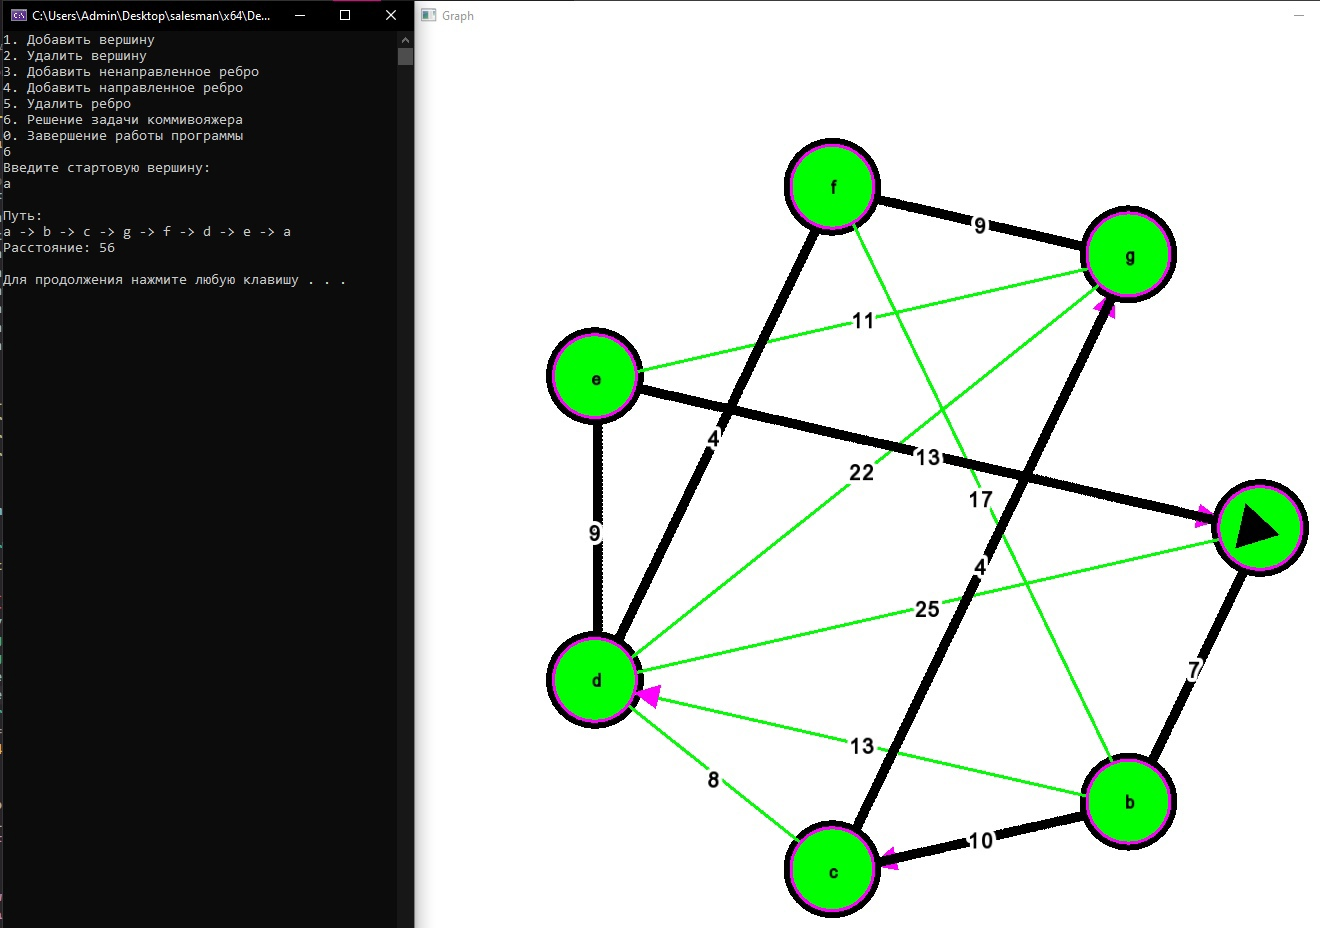 C:\Users\Admin\Desktop\salesman\x64\De...
1. Добавить вершину
2. Удалить вершину
3. Добавить ненаправленное ребро
4. Добавить направленное ребро
5. Удалить ребро
6. Решение задачи коммивояжера
0. Завершение работы программы
6
Введите стартовую вершину:
a
Путь:
a -> b -> c -> g -> f -> d -> e -> a
Расстояние: 56
Для продолжения нажмите любую клавишу . . .
Graph
f
9
g
11
e
4
13
22
17
9
4
25
7
d
13
8
b
10
c